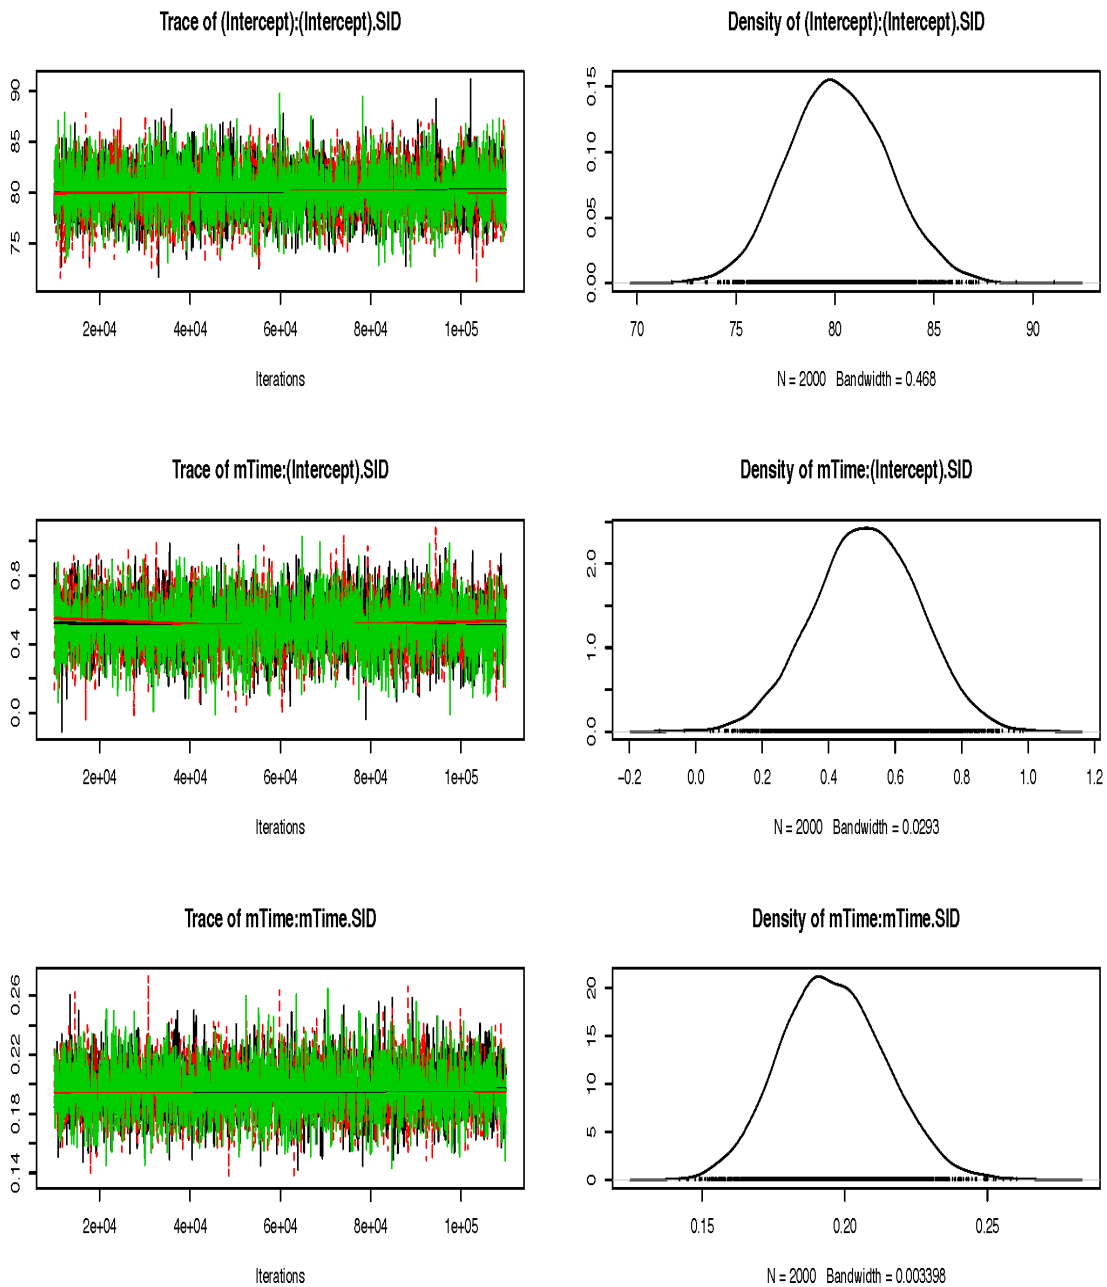 Trace of (Intercept):(Intercept).SID
75 80 85 90
2e+04 4e+04 6e+04 8e+04 1e+05
Iterations
Density of (Intercept):(Intercept).SID
0.00 0.05 0.10 0.15
70 75 80 85 90
N = 2000 Bandwidth = 0.468
Trace of mTime:(Intercept).SID
0.0 0.4 0.8
2e+04 4e+04 6e+04 8e+04 1e+05
Iterations
Density of mTime:(Intercept).SID
0.0 1.0 2.0
−0.2 0.0 0.2 0.4 0.6 0.8 1.0 1.2
N = 2000 Bandwidth = 0.0293
Trace of mTime:mTime.SID
0.14 0.18 0.22 0.26
2e+04 4e+04 6e+04 8e+04 1e+05
Iterations
Density of mTime:mTime.SID
0 5 10 15 20
0.15 0.20 0.25
N = 2000 Bandwidth = 0.003398